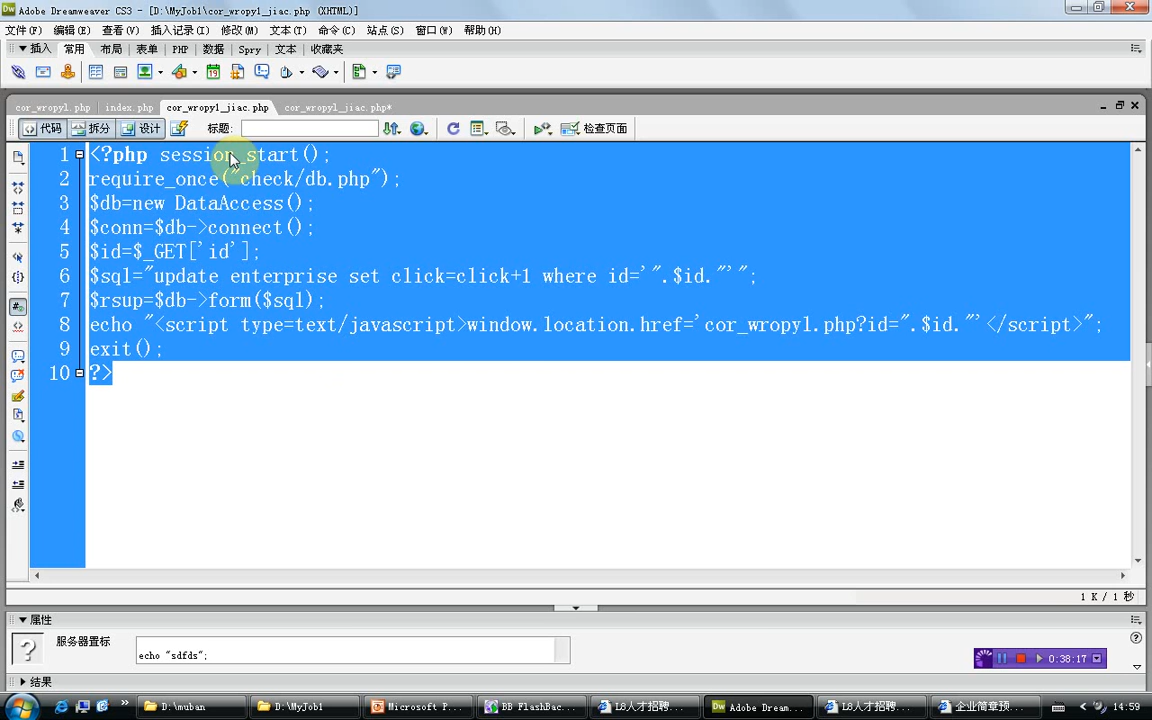 Adobe Dreamweaver CS3 - [D:\MyJob1\cor_wropy1_jiac.php (XHTML)]
文件(F) 编辑(E) 查看(V) 插入记录(I) 修改(M) 文本(T) 命令(C) 站点(S) 窗口(W) 帮助(H)
▼ 插入 常用 布局 表单 PHP 数据 Spry 文本 收藏夹
cor_wropy1.php index.php cor_wropy1_jiac.php cor_wropy1_jiac.php*
代码 拆分 设计 标题: 检查页面
1 <?php session_start();
2 require_once("check/db.php");
3 $db=new DataAccess();
4 $conn=$db->connect();
5 $id=$_GET['id'];
6 $sql="update enterprise set click=click+1 where id='".$id."'";
7 $rsup=$db->form($sql);
8 echo "<script type=text/javascript>window.location.href='cor_wropy1.php?id=".$id."'</script>";
9 exit();
10 ?>
1 K / 1 秒
▼ 属性
服务器置标
echo "sdfds";
0:38:17
结果
D:\muban D:\MyJob1 Microsoft P... BB FlashBac... L8人才招聘... Adobe Dream... L8人才招聘... 企业简章预... 14:59